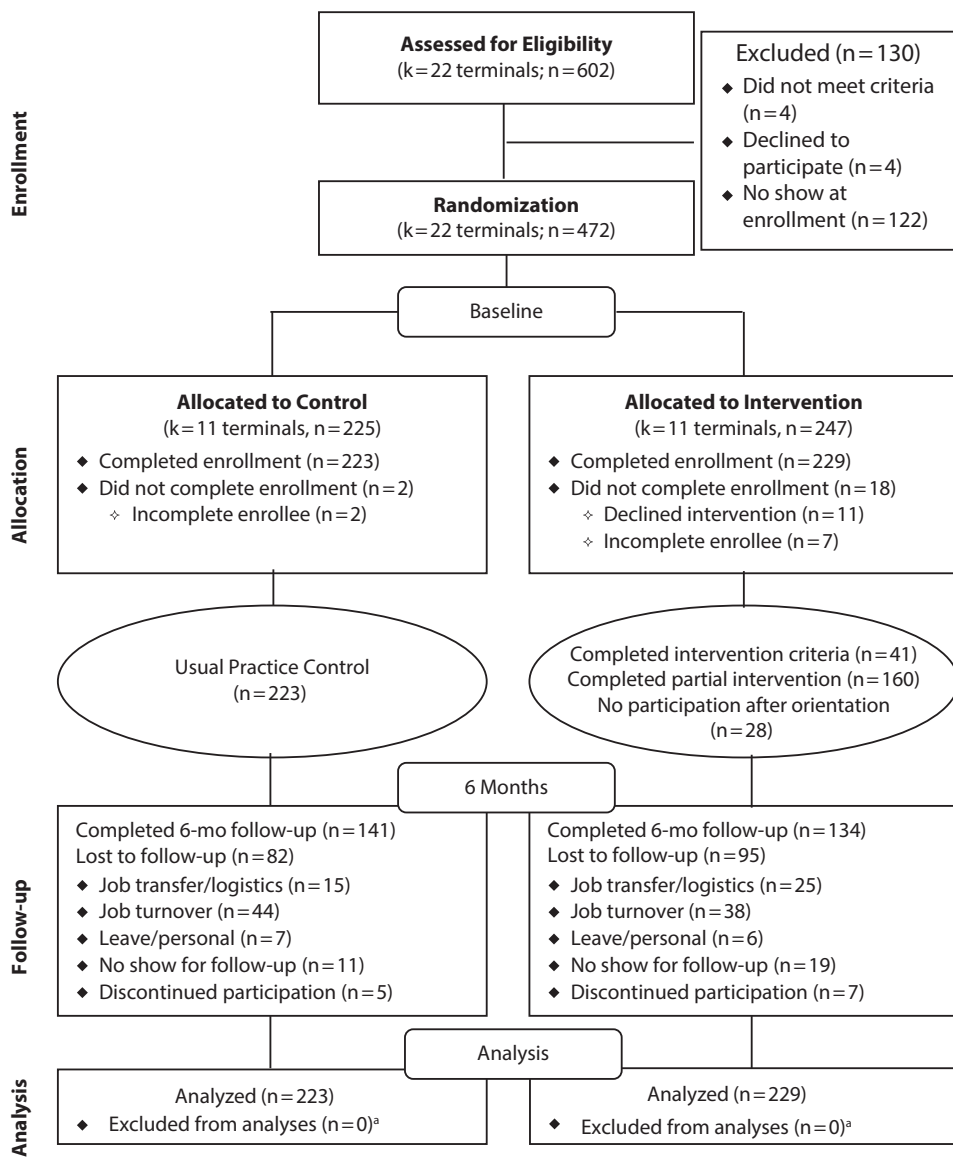 Enrollment
Assessed for Eligibility
(k=22 terminals; n=602)
Excluded (n=130)
◆ Did not meet criteria
(n=4)
◆ Declined to
participate (n=4)
◆ No show at
enrollment (n=122)
Randomization
(k=22 terminals; n=472)
Baseline
Allocation
Allocated to Control
(k=11 terminals, n=225)
◆ Completed enrollment (n=223)
◆ Did not complete enrollment (n=2)
✧ Incomplete enrollee (n=2)
Allocated to Intervention
(k=11 terminals, n=247)
◆ Completed enrollment (n=229)
◆ Did not complete enrollment (n=18)
✧ Declined intervention (n=11)
✧ Incomplete enrollee (n=7)
Usual Practice Control
(n=223)
Completed intervention criteria (n=41)
Completed partial intervention (n=160)
No participation after orientation
(n=28)
6 Months
Follow-up
Completed 6-mo follow-up (n=141)
Lost to follow-up (n=82)
◆ Job transfer/logistics (n=15)
◆ Job turnover (n=44)
◆ Leave/personal (n=7)
◆ No show for follow-up (n=11)
◆ Discontinued participation (n=5)
Completed 6-mo follow-up (n=134)
Lost to follow-up (n=95)
◆ Job transfer/logistics (n=25)
◆ Job turnover (n=38)
◆ Leave/personal (n=6)
◆ No show for follow-up (n=19)
◆ Discontinued participation (n=7)
Analysis
Analysis
Analyzed (n=223)
◆ Excluded from analyses (n=0)ᵃ
Analyzed (n=229)
◆ Excluded from analyses (n=0)ᵃ